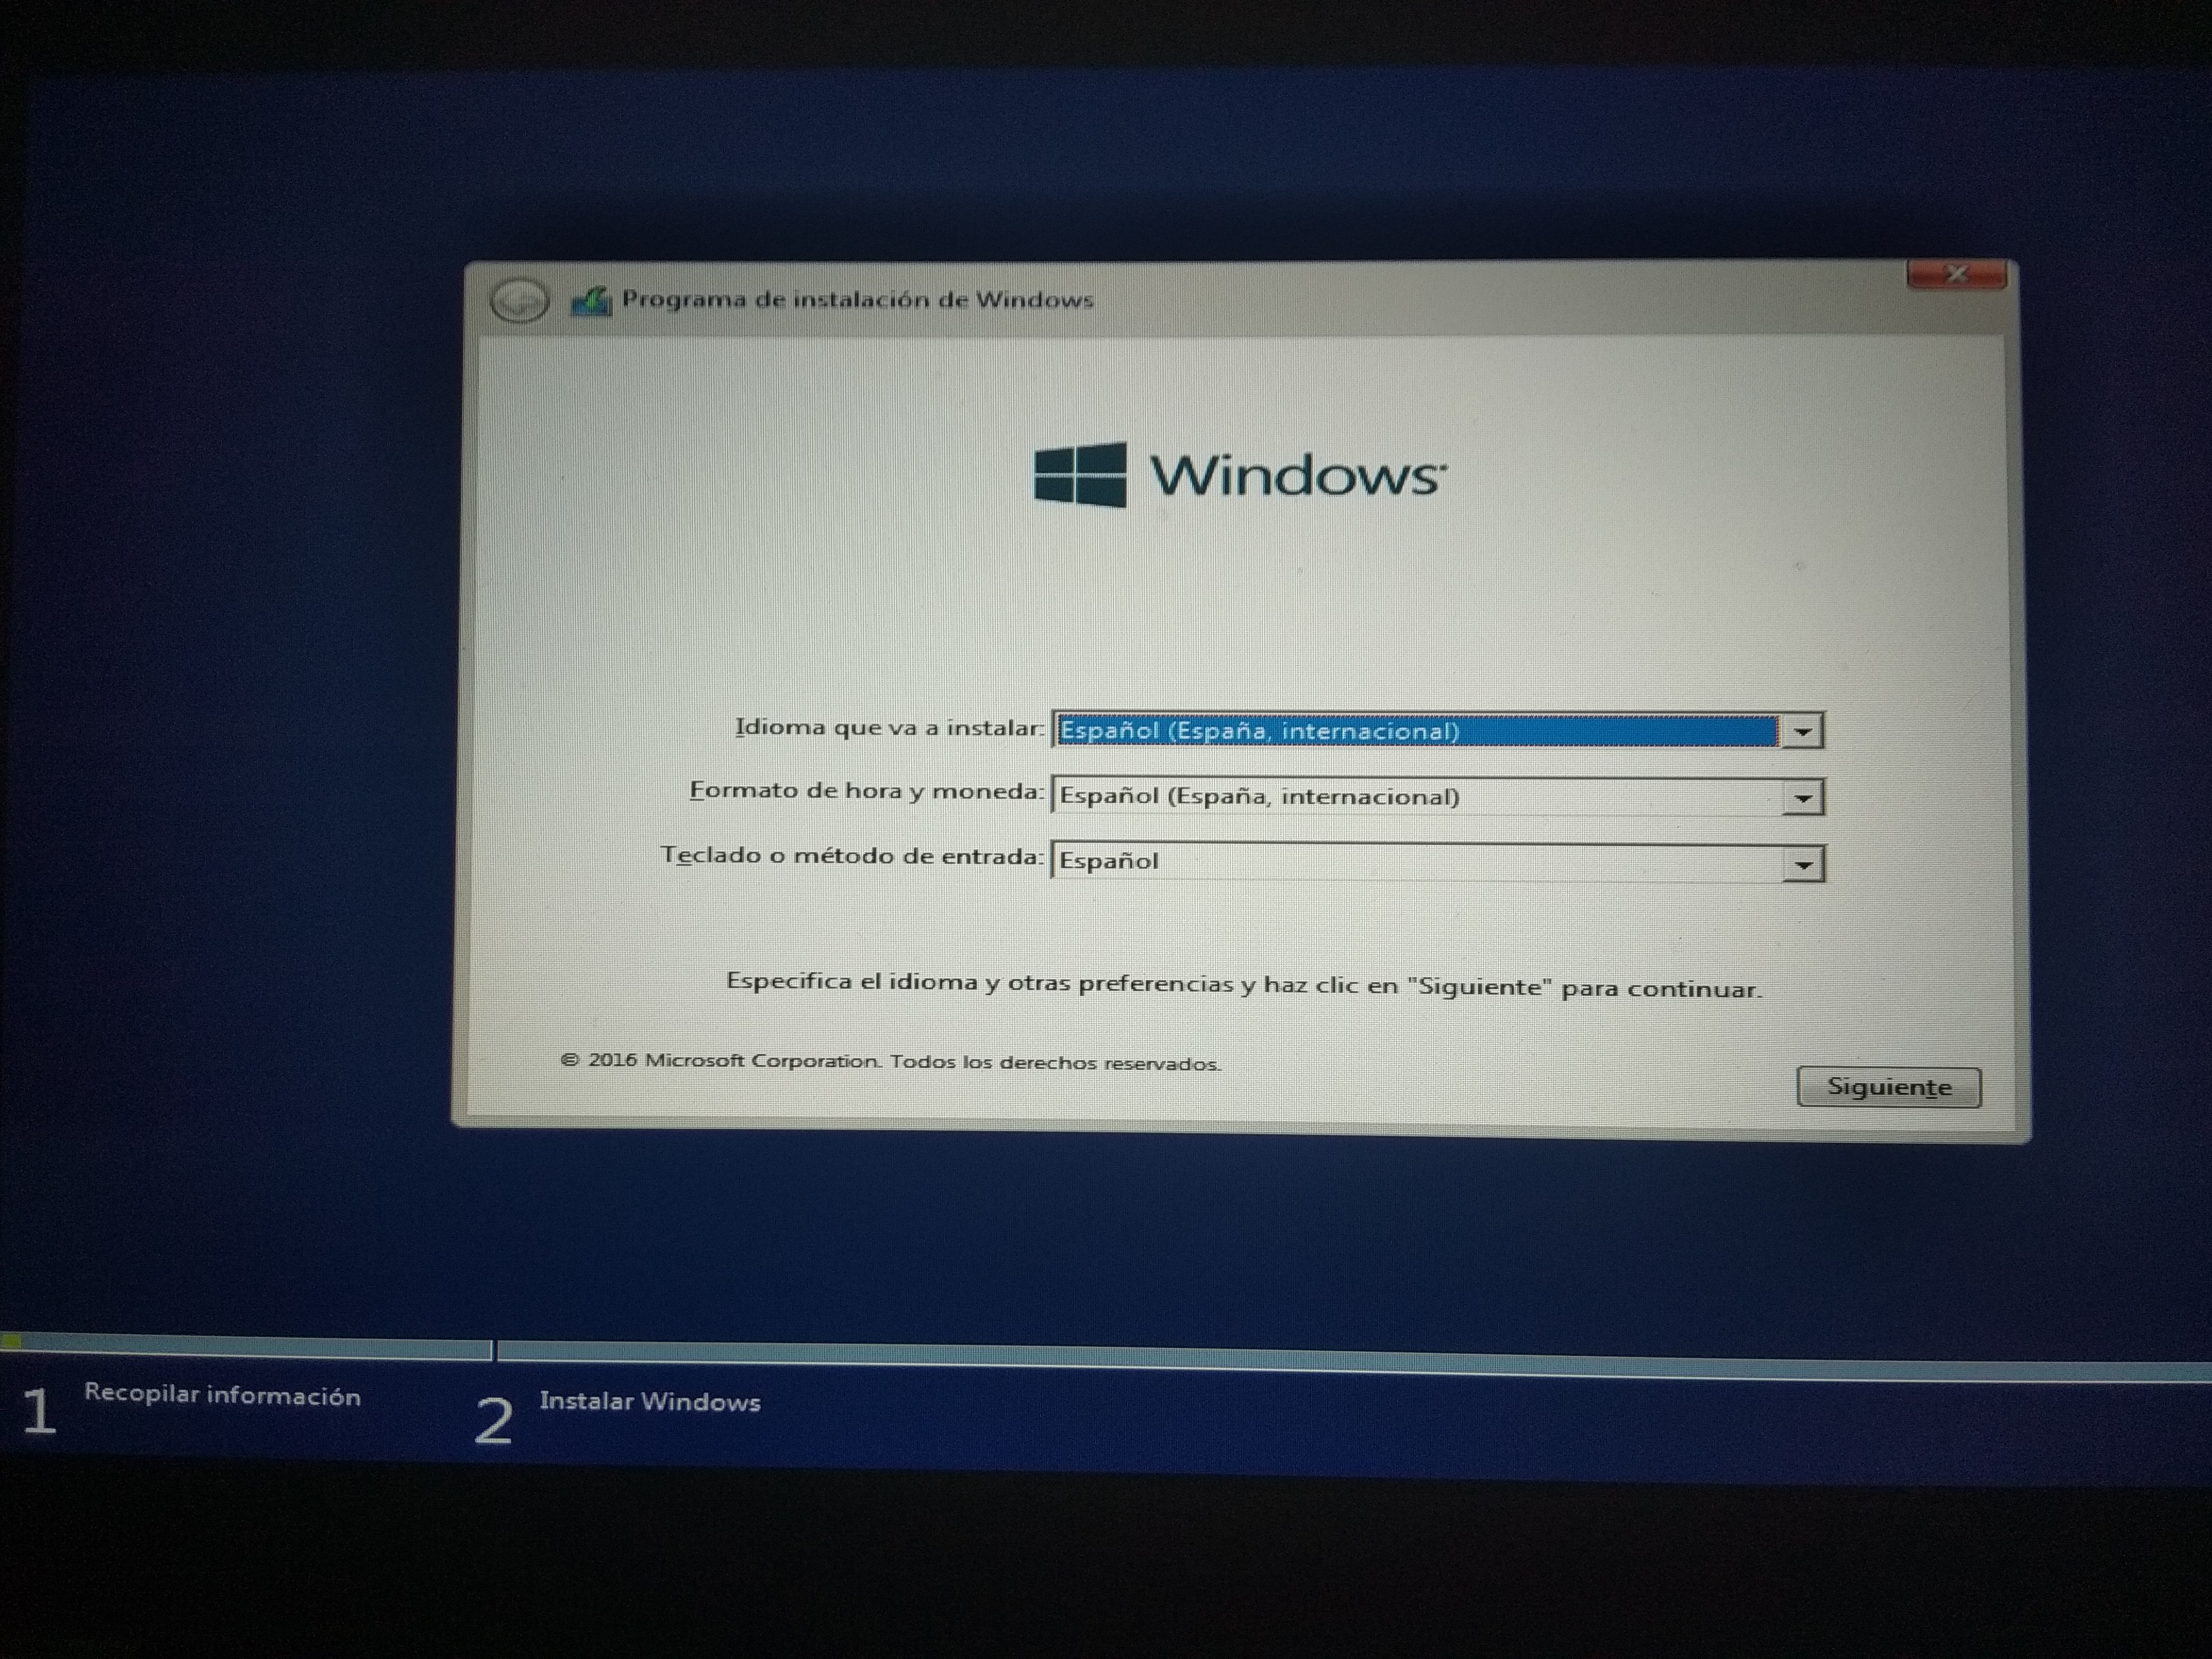 Programa de instalación de Windows
Windows
Idioma que va a instalar: Español (España, internacional)
Formato de hora y moneda: Español (España, internacional)
Teclado o método de entrada: Español
Especifica el idioma y otras preferencias y haz clic en "Siguiente" para continuar.
© 2016 Microsoft Corporation. Todos los derechos reservados.
Siguiente
1 Recopilar información
2 Instalar Windows